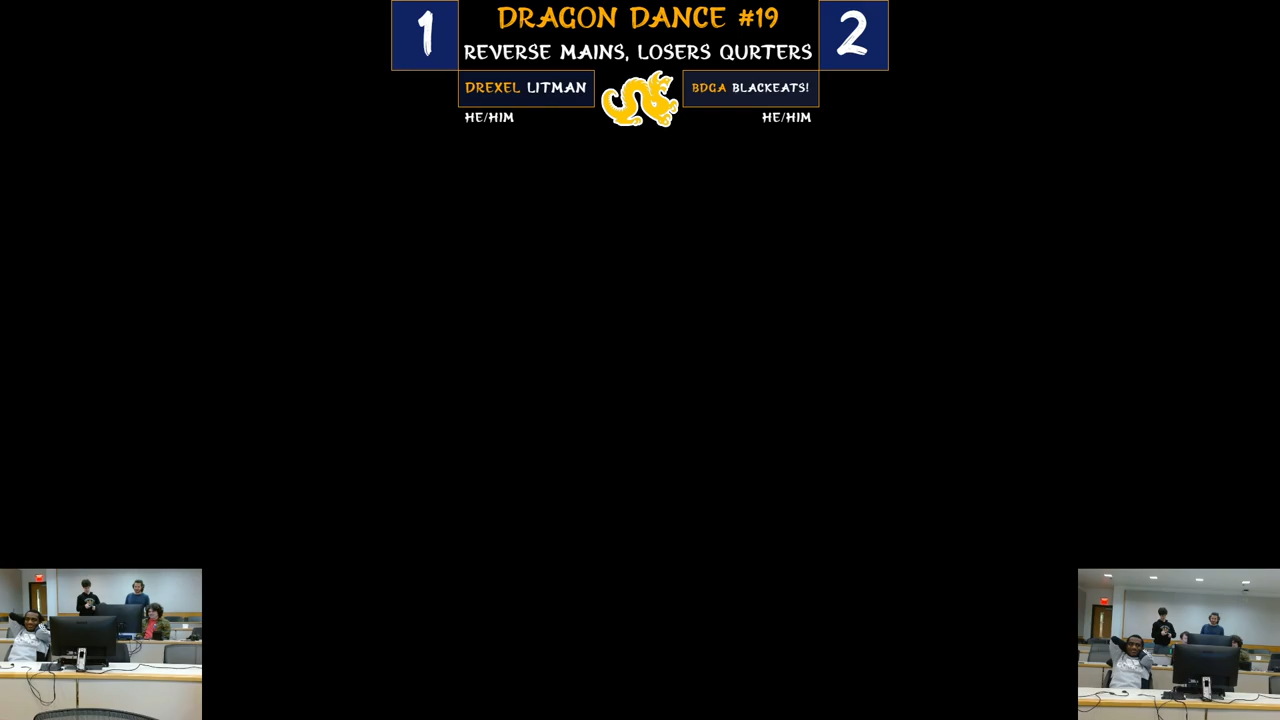 1
DRAGON DANCE #19
2
REVERSE MAINS, LOSERS QURTERS
DREXEL LITMAN
BDGA BLACKEATS!
HE/HIM
HE/HIM